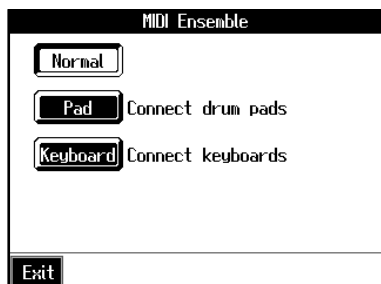 MIDI Ensemble
Normal
Pad Connect drum pads
Keyboard Connect keyboards
Exit